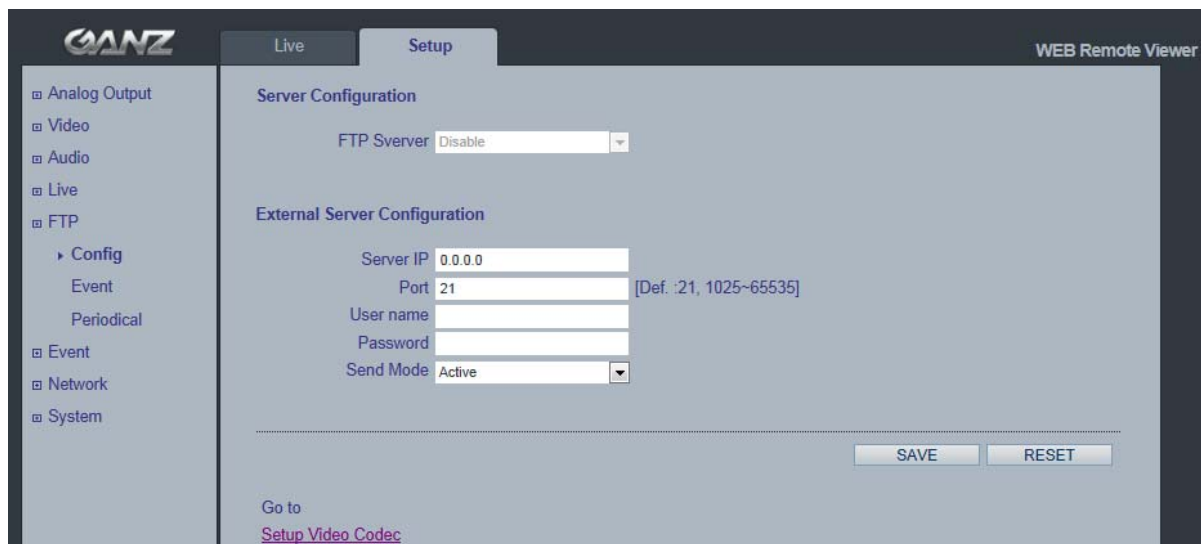 GANZ
Live
Setup
WEB Remote Viewer
Analog Output
Video
Audio
Live
FTP
Config
Event
Periodical
Event
Network
System
Server Configuration
FTP Sverver Disable
External Server Configuration
Server IP 0.0.0.0
Port 21 [Def. :21, 1025~65535]
User name
Password
Send Mode Active
SAVE RESET
Go to
Setup Video Codec